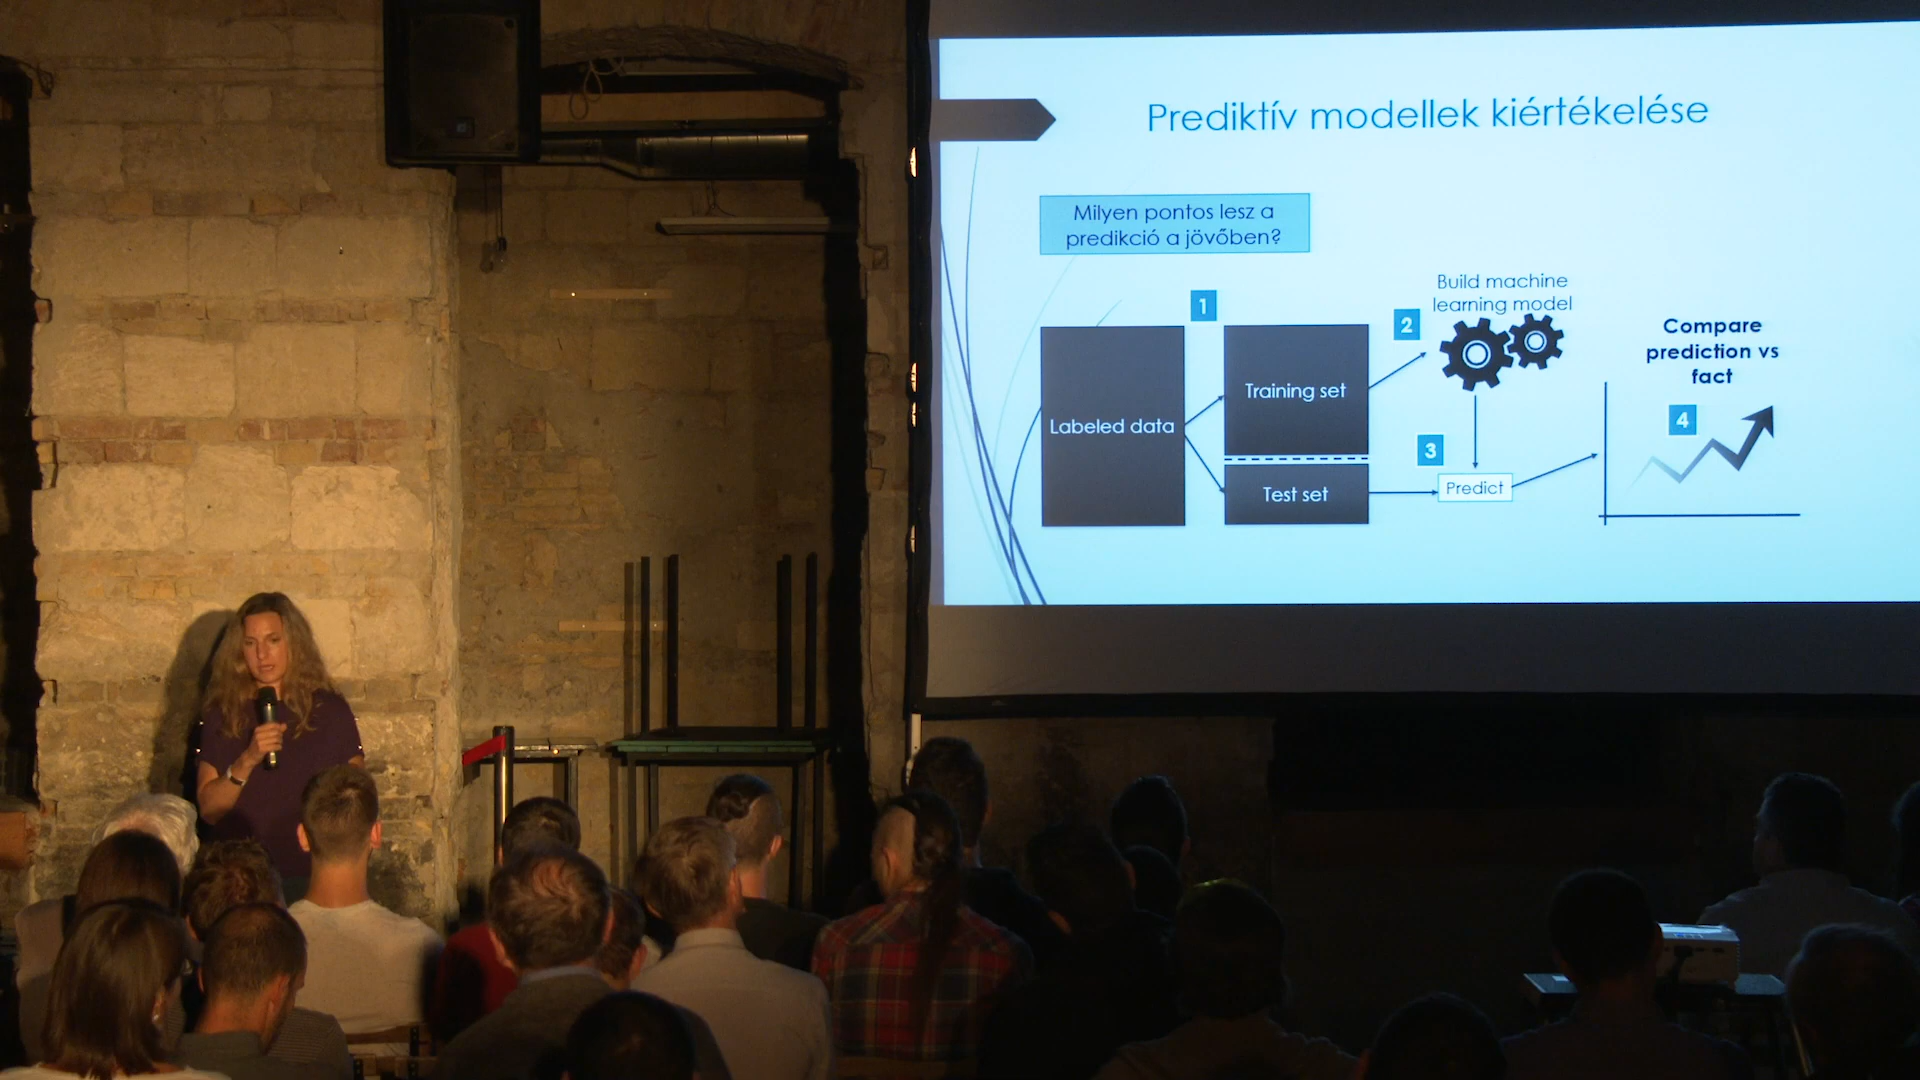 Prediktív modellek kiértékelése
Milyen pontos lesz a
predikció a jövőben?
1
2
Build machine
learning model
Compare
prediction vs
fact
Labeled data
Training set
4
3
Test set
Predict